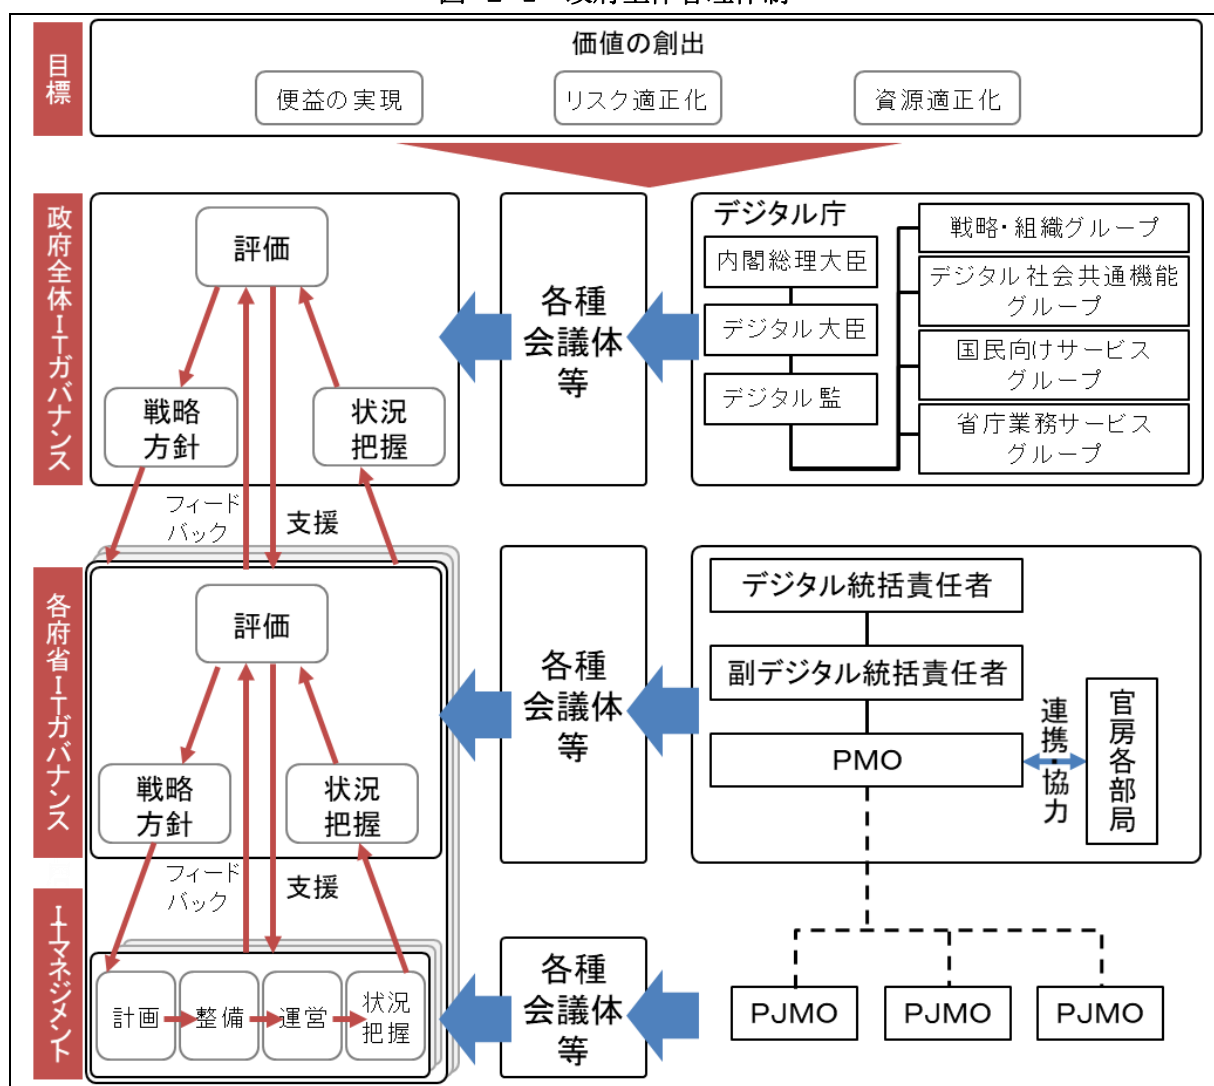 目標
価値の創出
便益の実現
リスク適正化
資源適正化
政府全体ITガバナンス
評価
戦略
方針
状況
把握
各種
会議体
等
デジタル庁
内閣総理大臣
デジタル大臣
デジタル監
戦略・組織グループ
デジタル社会共通機能
グループ
国民向けサービス
グループ
省庁業務サービス
グループ
フィード
バック
支援
各府省ITガバナンス
評価
戦略
方針
状況
把握
各種
会議体
等
デジタル統括責任者
副デジタル統括責任者
PMO
連携・協力
官房各部局
フィード
バック
支援
ITマネジメント
計画
整備
運営
状況
把握
各種
会議体
等
PJMO
PJMO
PJMO